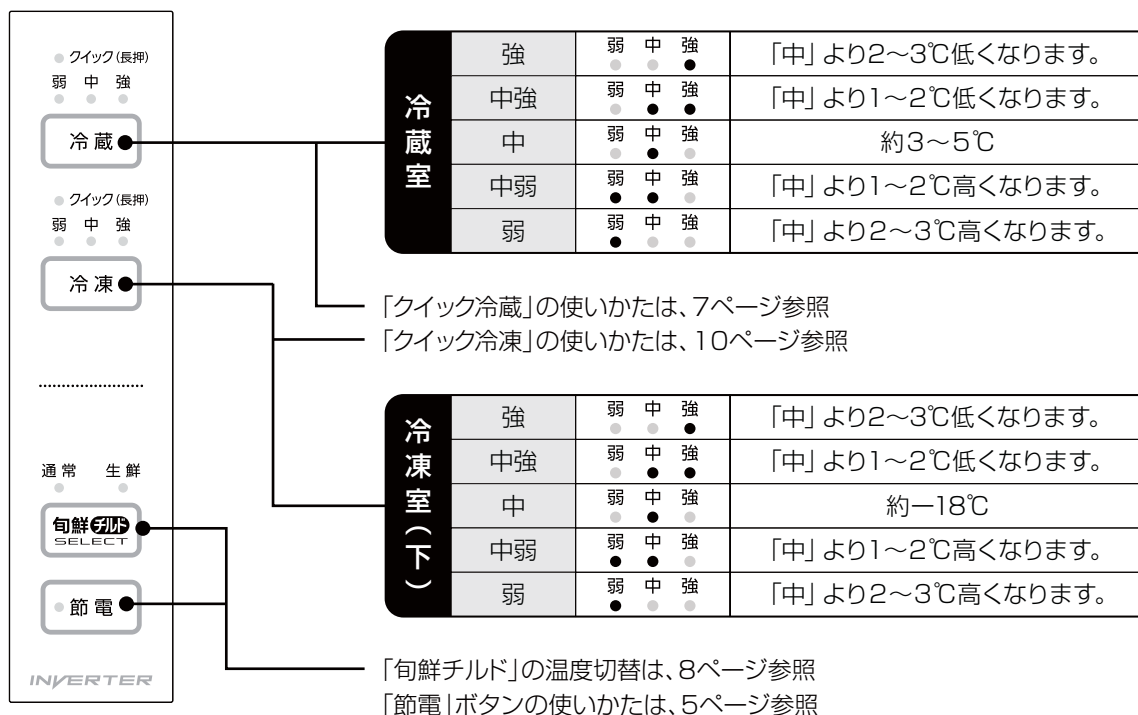 クイック(長押)
弱 中 強
冷蔵
クイック(長押)
弱 中 強
冷凍
通常 生鮮
旬鮮チルド
SELECT
節電
INVERTER
冷蔵室
強 弱 中 強 「中」より2〜3℃低くなります。
中強 弱 中 強 「中」より1〜2℃低くなります。
中 弱 中 強 約3〜5℃
中弱 弱 中 強 「中」より1〜2℃高くなります。
弱 弱 中 強 「中」より2〜3℃高くなります。
「クイック冷蔵」の使いかたは、7ページ参照
「クイック冷凍」の使いかたは、10ページ参照
冷凍室(下)
強 弱 中 強 「中」より2〜3℃低くなります。
中強 弱 中 強 「中」より1〜2℃低くなります。
中 弱 中 強 約−18℃
中弱 弱 中 強 「中」より1〜2℃高くなります。
弱 弱 中 強 「中」より2〜3℃高くなります。
「旬鮮チルド」の温度切替は、8ページ参照
「節電」ボタンの使いかたは、5ページ参照